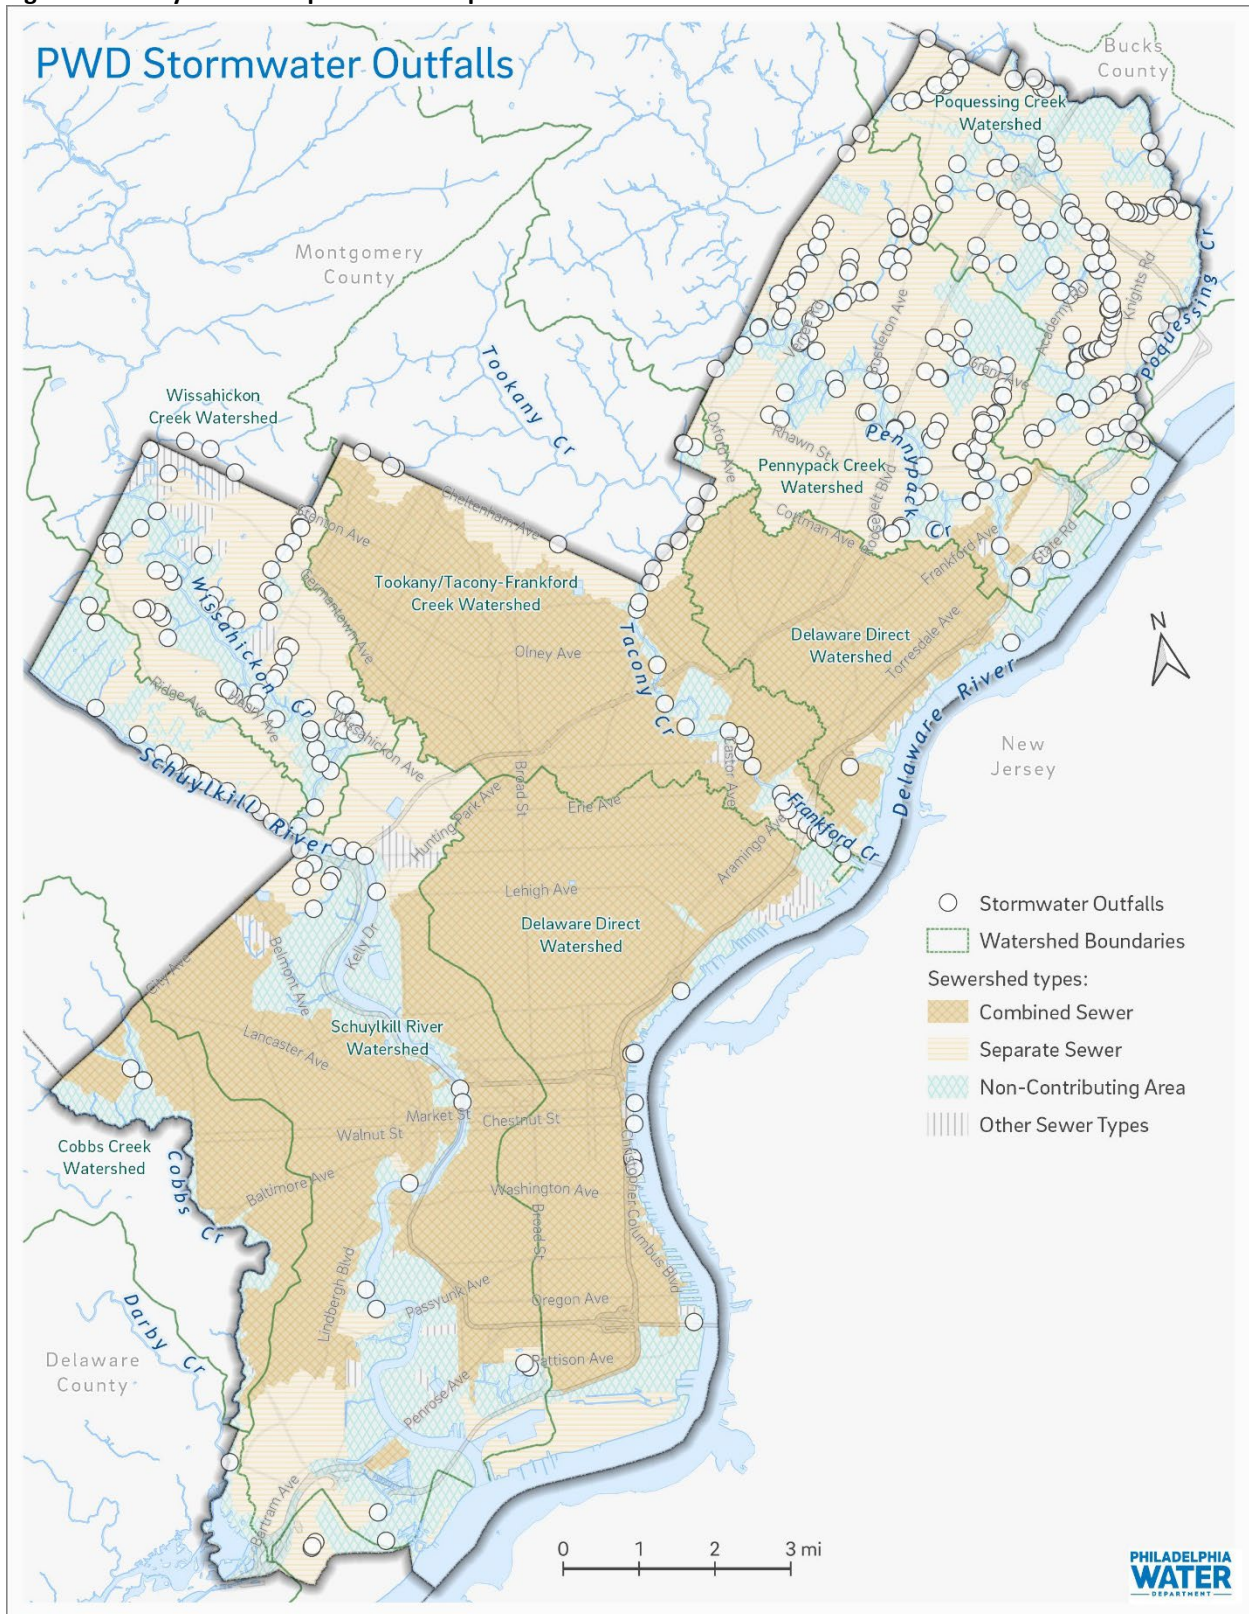 PWD Stormwater Outfalls
Bucks
County
Poquessing Creek
Watershed
Montgomery
County
Knights Rd
Poquessing Cr
Academy Rd
Verree Rd
Bustleton Ave
Grant Ave
Tookany Cr
Wissahickon
Creek Watershed
Oxford Ave
Rhawn St
Pennypack Cr
Pennypack Creek
Watershed
Roosevelt Blvd
Cheltenham Ave
Cottman Ave
Stenton Ave
Frankford Ave
State Rd
Tookany/Tacony-Frankford
Creek Watershed
Germantown Ave
Wissahickon Cr
Tacony Cr
Olney Ave
Delaware Direct
Watershed
Torresdale Ave
N
Ridge Ave
Henry Ave
Wissahickon Ave
Delaware River
New
Jersey
Schuylkill River
Broad St
Castor Ave
Hunting Park Ave
Erie Ave
Frankford Cr
Aramingo Ave
Lehigh Ave
Delaware Direct
Watershed
Kelly Dr
Belmont Ave
City Ave
Stormwater Outfalls
Watershed Boundaries
Sewershed types:
Combined Sewer
Separate Sewer
Non-Contributing Area
Other Sewer Types
Schuylkill River
Watershed
Lancaster Ave
Market St
Chestnut St
Walnut St
Cobbs Creek
Watershed
Cobbs Cr
Baltimore Ave
Washington Ave
Christopher Columbus Blvd
Broad St
Lindbergh Blvd
Passyunk Ave
Oregon Ave
Darby Cr
Delaware
County
Pattison Ave
Penrose Ave
Bartram Ave
0 1 2 3 mi
PHILADELPHIA
WATER
DEPARTMENT